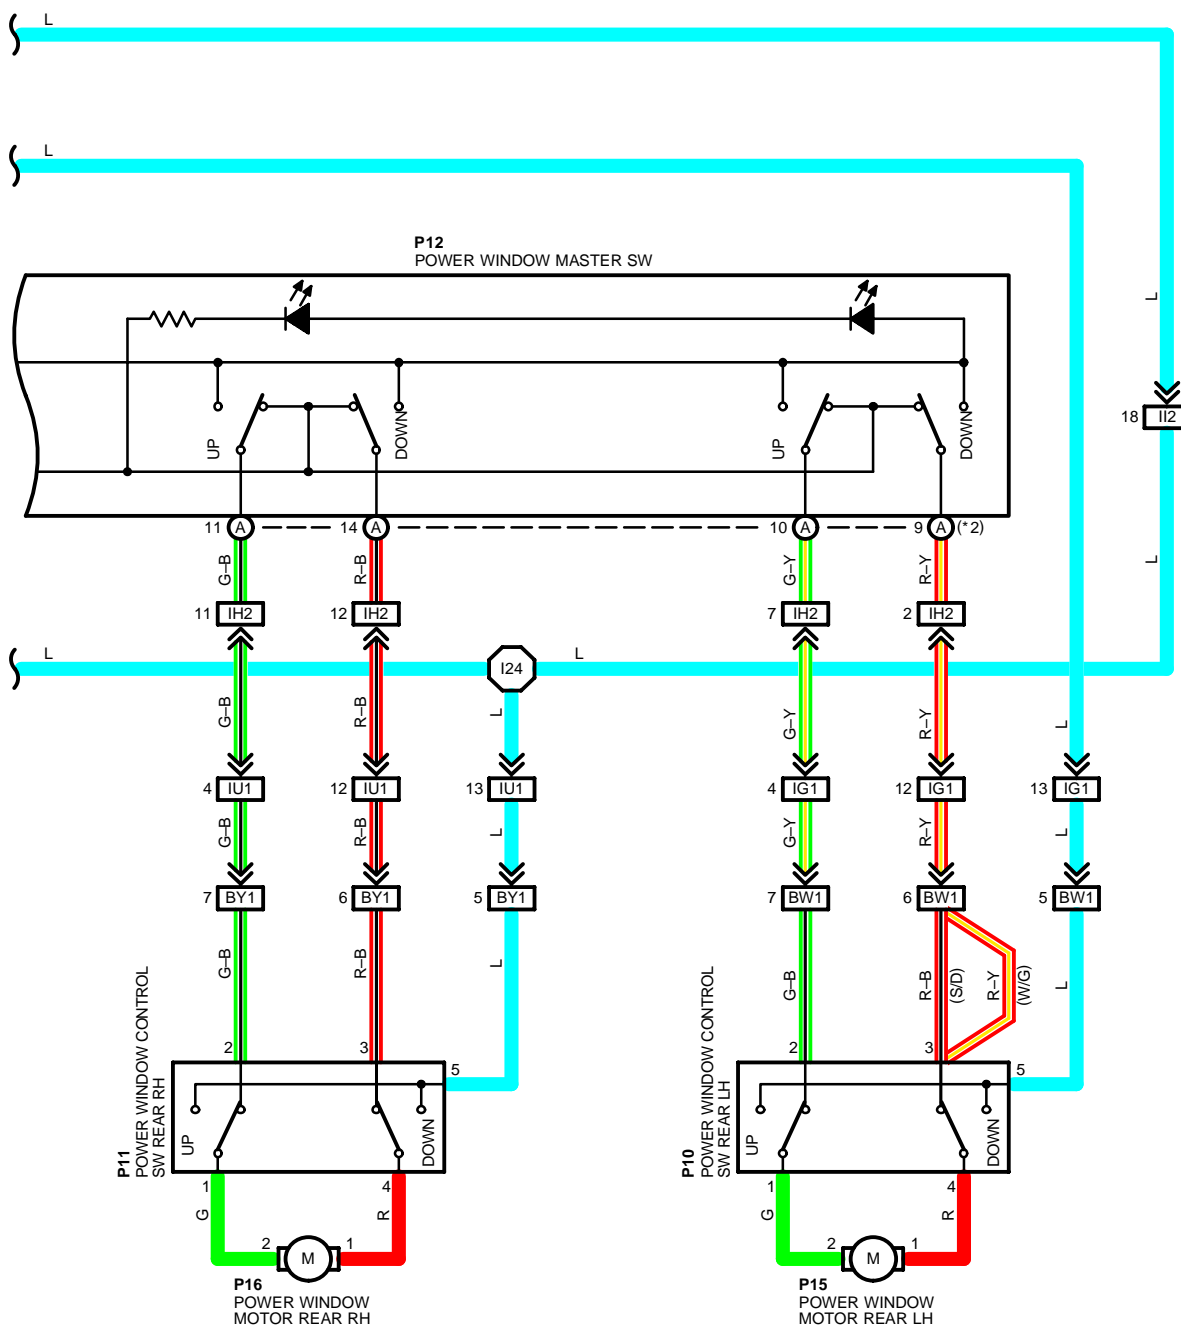 L
L
P12
POWER WINDOW MASTER SW
L
18 II2
UP
DOWN
UP
DOWN
11 A
14 A
10 A
9 A (*2)
G–B
R–B
G–Y
R–Y
L
11 IH2
12 IH2
7 IH2
2 IH2
L
I24
L
G–B
R–B
L
G–Y
R–Y
L
4 IU1
12 IU1
13 IU1
4 IG1
12 IG1
13 IG1
G–B
R–B
L
G–Y
R–Y
L
7 BY1
6 BY1
5 BY1
7 BW1
6 BW1
5 BW1
G–B
R–B
L
G–B
R–B
(S/D)
R–Y
(W/G)
L
2
3
5
2
3
5
P11
POWER WINDOW CONTROL
SW REAR RH
UP
DOWN
P10
POWER WINDOW CONTROL
SW REAR LH
UP
DOWN
1
4
1
4
G
R
G
R
2 M 1
2 M 1
P16
POWER WINDOW
MOTOR REAR RH
P15
POWER WINDOW
MOTOR REAR LH